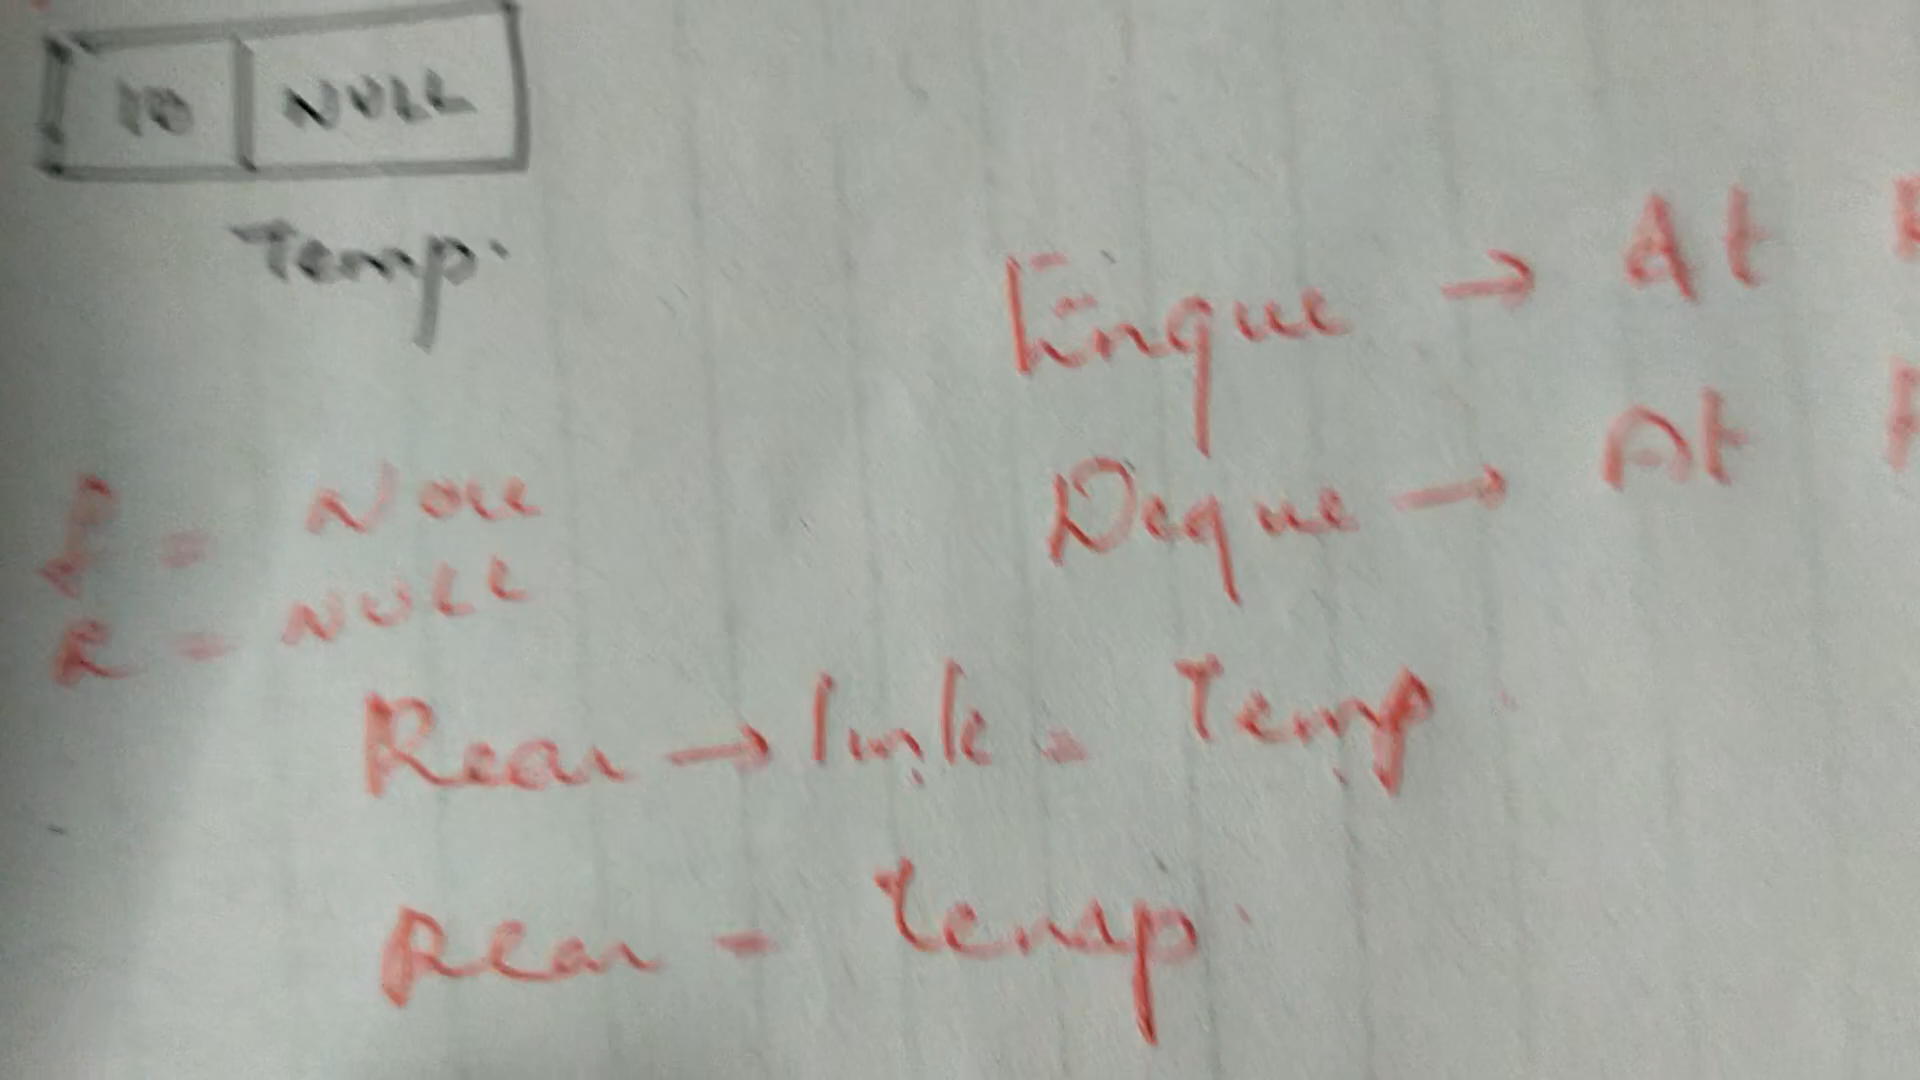 10 NULL
Temp.
Enque → At
Deque → At
F = NULL
R = NULL
Rear → link = Temp
Rear = Temp.